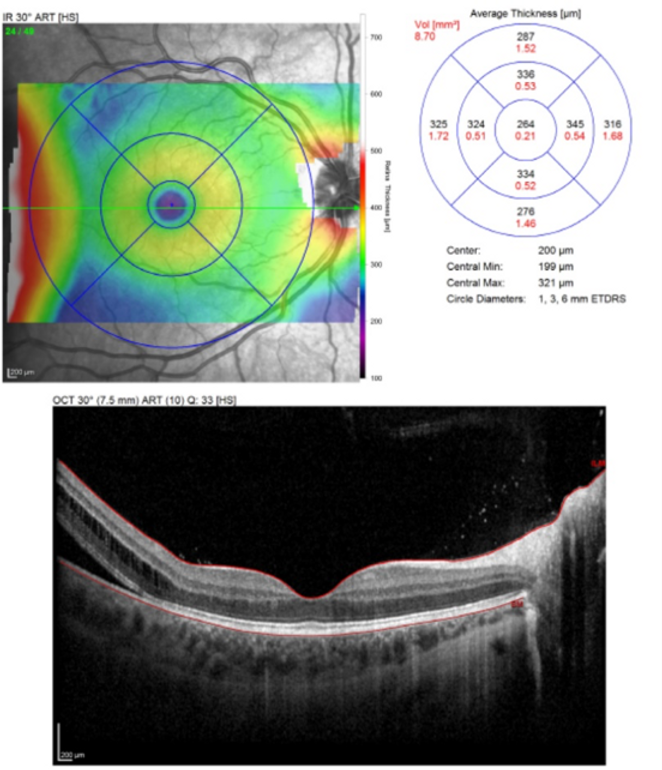 IR 30° ART [HS]
24 / 49
700
600
500
400
300
200
100
Retina Thickness [µm]
200 µm
Average Thickness [µm]
Vol [mm³]
8.70
287
1.52
336
0.53
325 324 264 345 316
1.72 0.51 0.21 0.54 1.68
334
0.52
276
1.46
Center: 200 µm
Central Min: 199 µm
Central Max: 321 µm
Circle Diameters: 1, 3, 6 mm ETDRS
OCT 30° (7.5 mm) ART (10) Q: 33 [HS]
200 µm